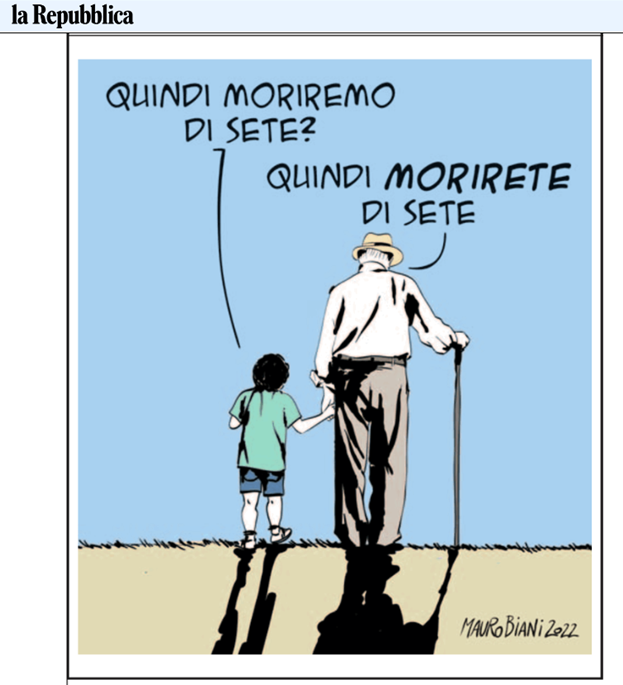 la Repubblica
QUINDI MORIREMO
DI SETE?
QUINDI MORIRETE
DI SETE
MAURO BIANI 2022